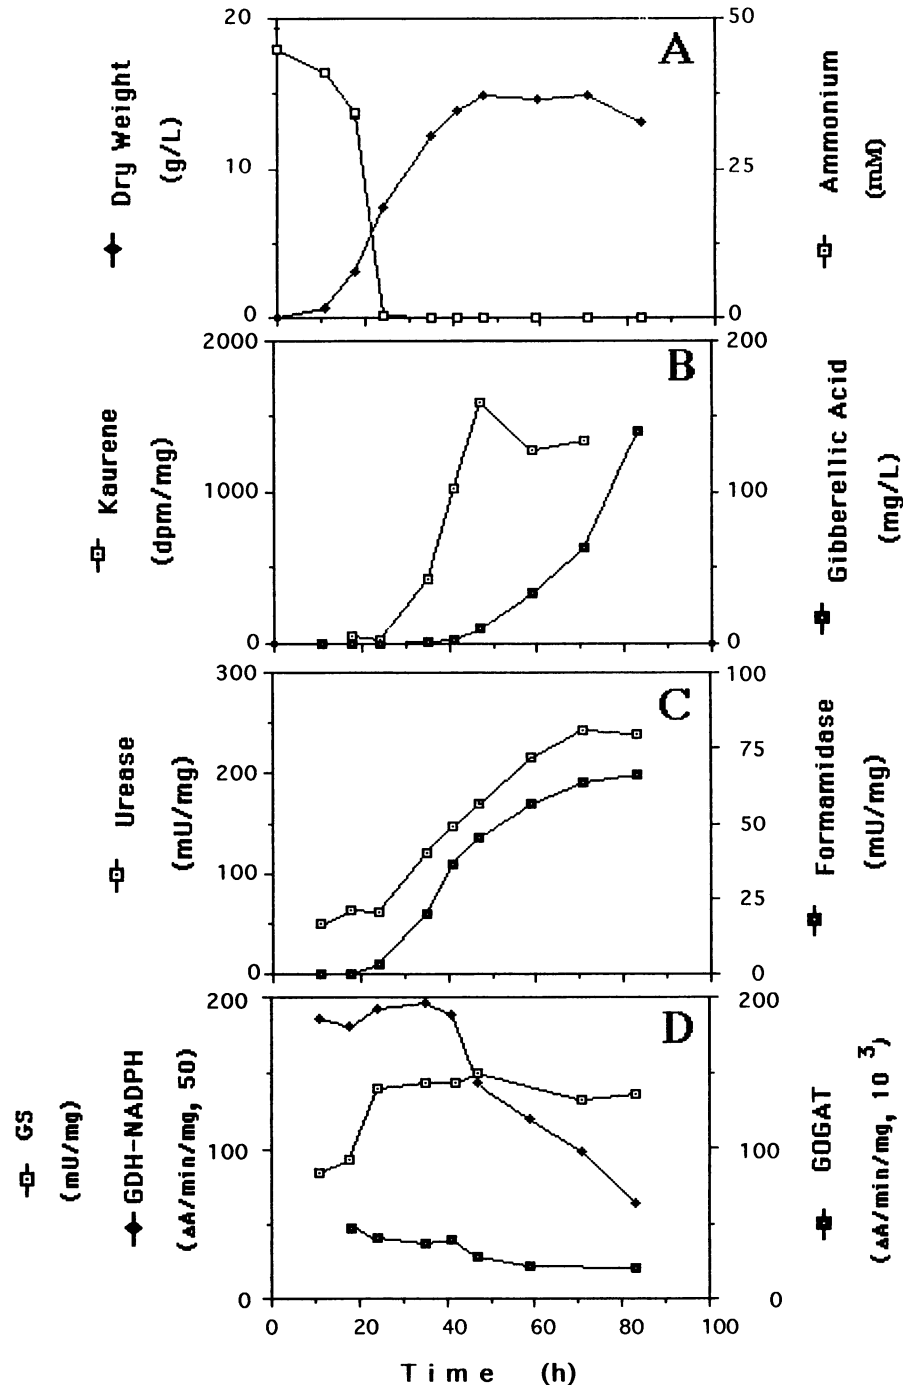 20
10
0
Dry Weight
(g/L)
A
50
25
0
Ammonium
(mM)
2000
1000
0
Kaurene
(dpm/mg)
B
200
100
0
Gibberellic Acid
(mg/L)
300
200
100
0
Urease
(mU/mg)
C
100
75
50
25
0
Formamidase
(mU/mg)
200
100
0
GS
(mU/mg)
GDH-NADPH
(ΔA/min/mg, 50)
D
200
100
0
GOGAT
(ΔA/min/mg, 10 3)
0 20 40 60 80 100
Time (h)